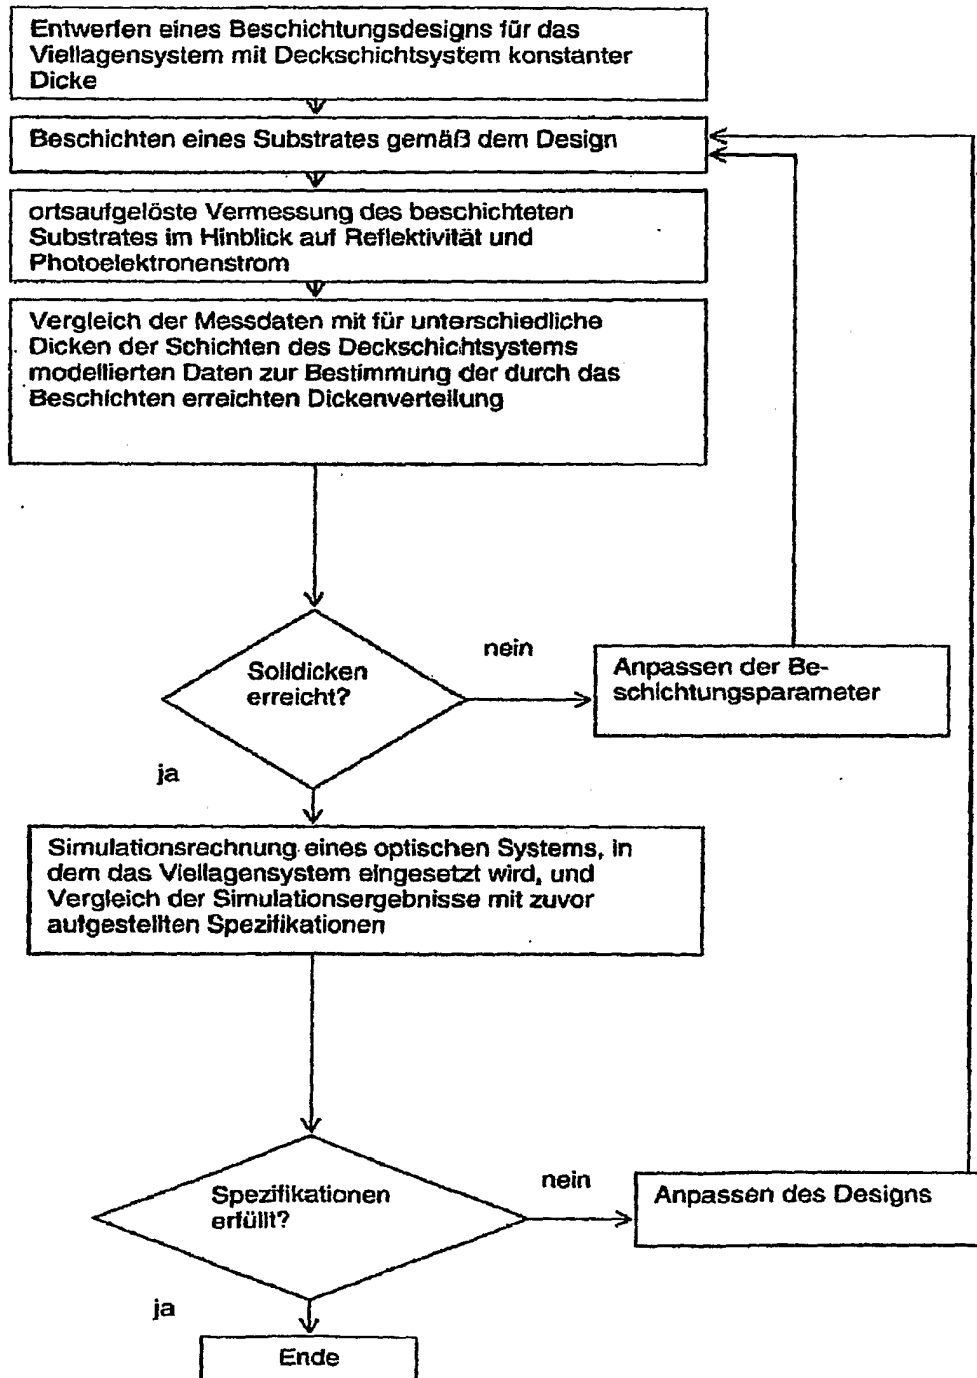 Entwerfen eines Beschichtungsdesigns für das
Viellagensystem mit Deckschichtsystem konstanter
Dicke
Beschichten eines Substrates gemäß dem Design
ortsaufgelöste Vermessung des beschichteten
Substrates im Hinblick auf Reflektivität und
Photoelektronenstrom
Vergleich der Messdaten mit für unterschiedliche
Dicken der Schichten des Deckschichtsystems
modellierten Daten zur Bestimmung der durch das
Beschichten erreichten Dickenverteilung
Solldicken
erreicht?
nein
Anpassen der Be-
schichtungsparameter
ja
Simulationsrechnung eines optischen Systems, in
dem das Viellagensystem eingesetzt wird, und
Vergleich der Simulationsergebnisse mit zuvor
aufgestellten Spezifikationen
Spezifikationen
erfüllt?
nein
Anpassen des Designs
ja
Ende